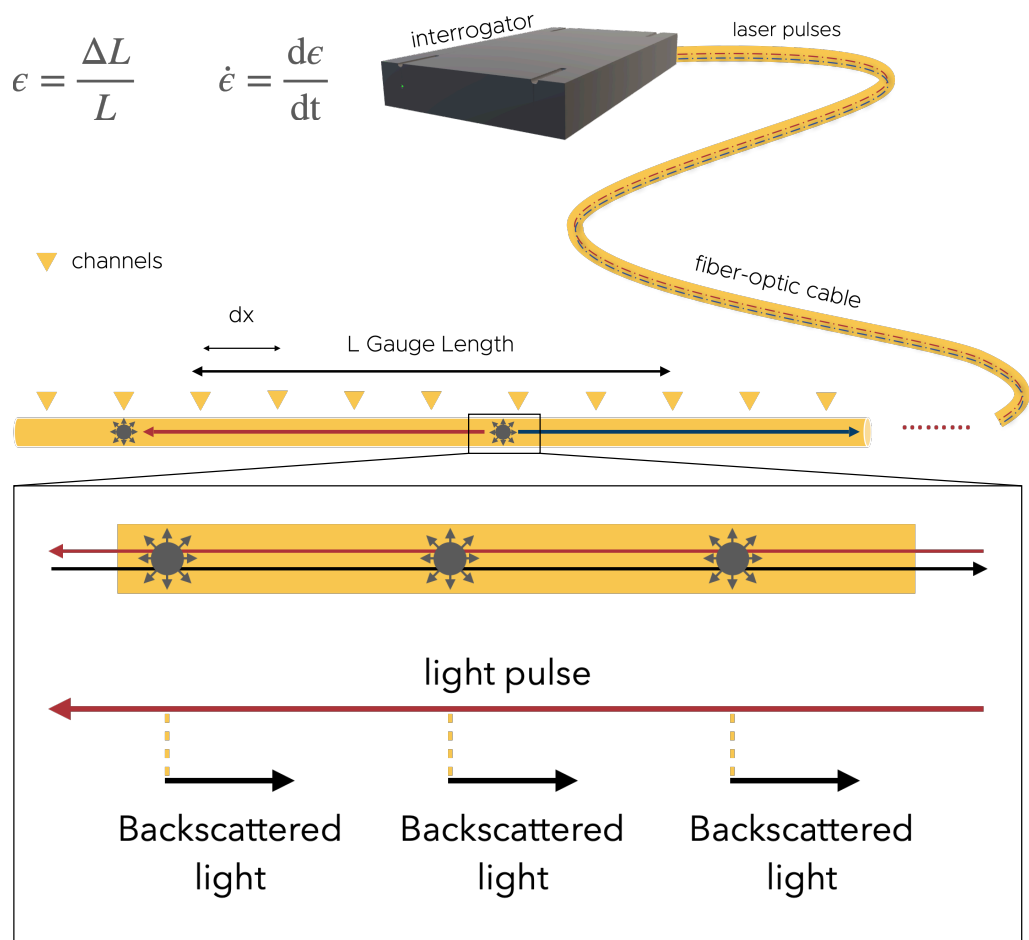 interrogator
laser pulses
ϵ = ΔL / L
ϵ̇ = dϵ / dt
channels
fiber-optic cable
dx
L Gauge Length
light pulse
Backscattered
light
Backscattered
light
Backscattered
light